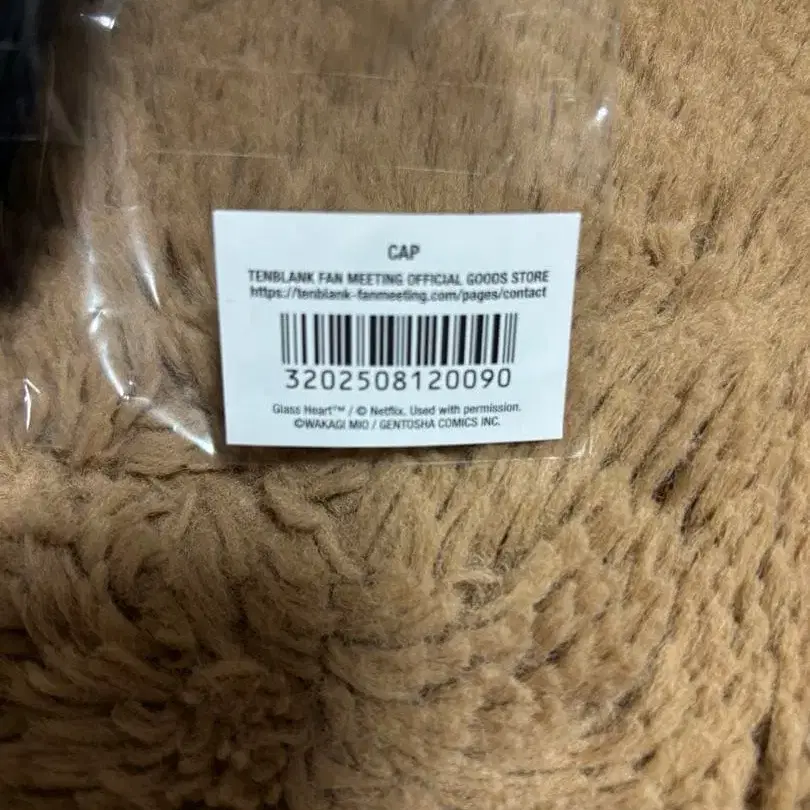 CAP
TENBLANK FAN MEETING OFFICIAL GOODS STORE
https://tenblank-fanmeeting.com/pages/contact
3202508120090
Glass Heart™ / © Netflix. Used with permission.
©WAKAGI MIO / GENTOSHA COMICS INC.